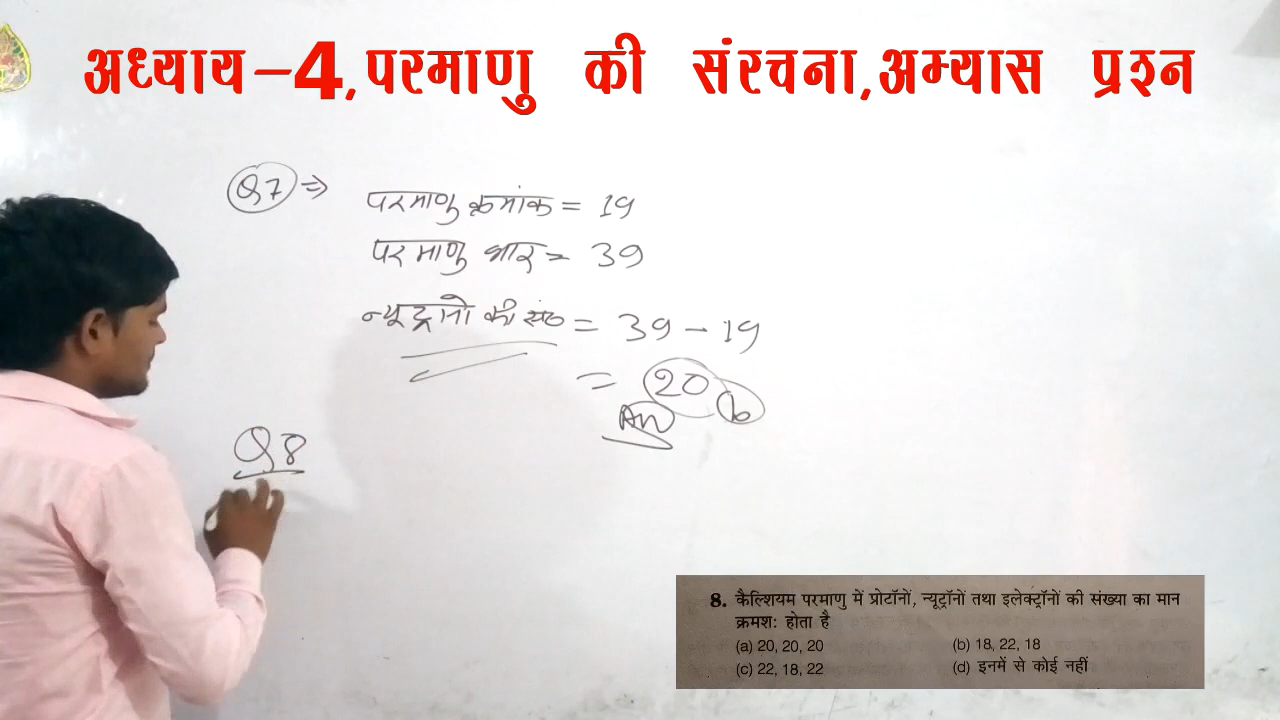 अध्याय-4,परमाणु की संरचना,अभ्यास प्रश्न
Q7 ⇒
परमाणु क्रमांक = 19
परमाणु भार = 39
न्यूट्रानो की सं० = 39 - 19
= 20
Ans b
Q8
8. कैल्शियम परमाणु में प्रोटॉनों, न्यूट्रॉनों तथा इलेक्ट्रॉनों की संख्या का मान
क्रमशः होता है
(a) 20, 20, 20 (b) 18, 22, 18
(c) 22, 18, 22 (d) इनमें से कोई नहीं